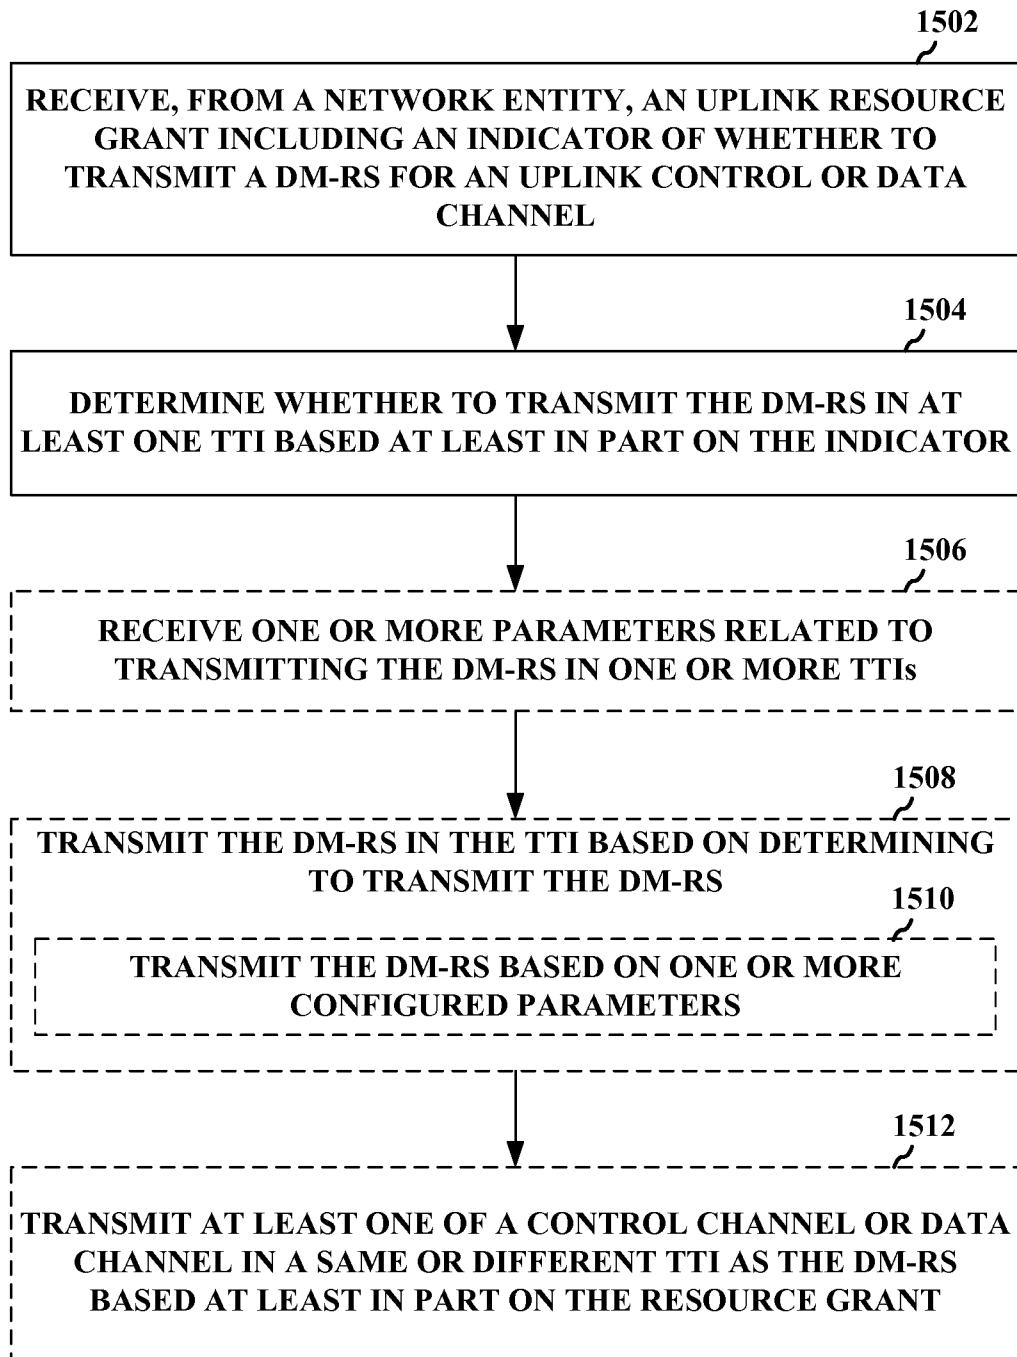 1502
RECEIVE, FROM A NETWORK ENTITY, AN UPLINK RESOURCE
GRANT INCLUDING AN INDICATOR OF WHETHER TO
TRANSMIT A DM-RS FOR AN UPLINK CONTROL OR DATA
CHANNEL
1504
DETERMINE WHETHER TO TRANSMIT THE DM-RS IN AT
LEAST ONE TTI BASED AT LEAST IN PART ON THE INDICATOR
1506
RECEIVE ONE OR MORE PARAMETERS RELATED TO
TRANSMITTING THE DM-RS IN ONE OR MORE TTIs
1508
TRANSMIT THE DM-RS IN THE TTI BASED ON DETERMINING
TO TRANSMIT THE DM-RS
1510
TRANSMIT THE DM-RS BASED ON ONE OR MORE
CONFIGURED PARAMETERS
1512
TRANSMIT AT LEAST ONE OF A CONTROL CHANNEL OR DATA
CHANNEL IN A SAME OR DIFFERENT TTI AS THE DM-RS
BASED AT LEAST IN PART ON THE RESOURCE GRANT